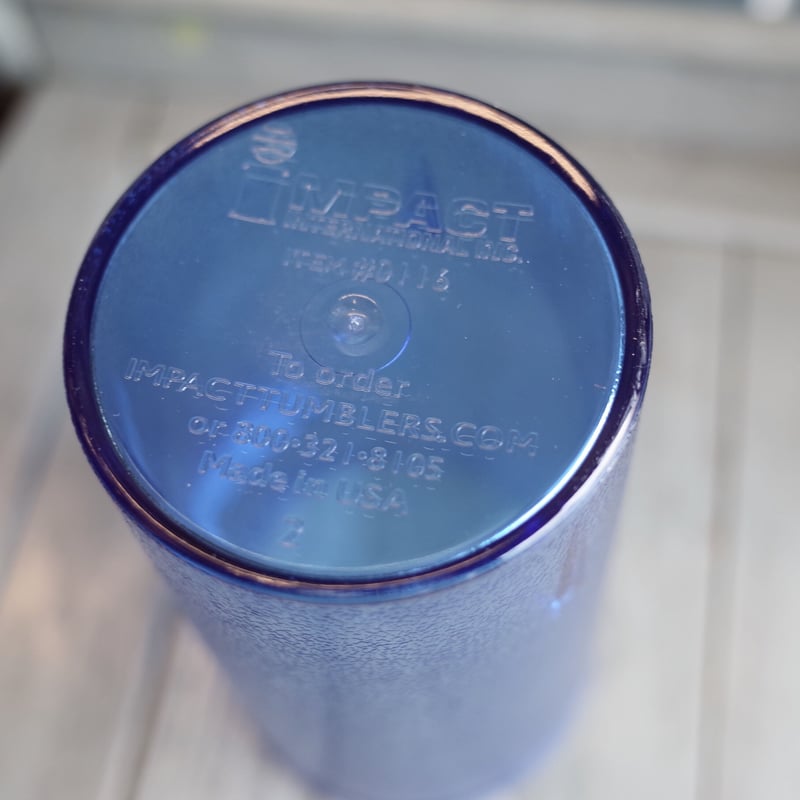 IMPACT
INTERNATIONAL INC.
ITEM #0116
To order
IMPACTTUMBLERS.COM
or 800·321·8105
Made in USA
2